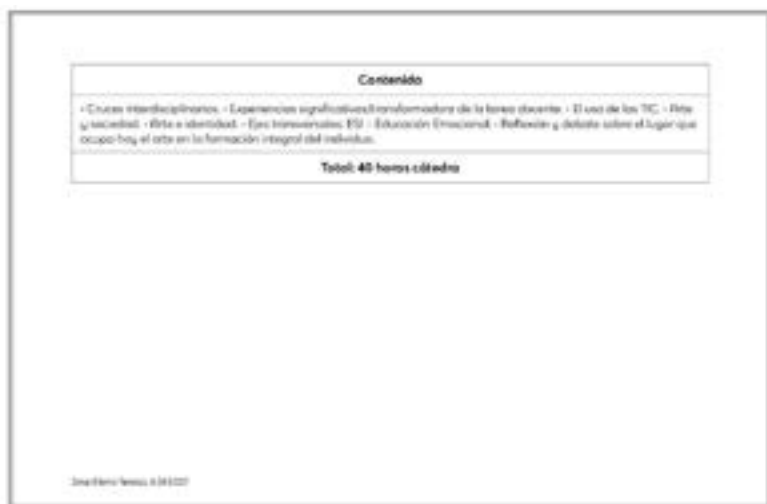 Contenido
- Cruces interdisciplinarios. - Experiencias significativas/transformadora de la tarea docente. - El uso de las TIC. - Arte
y sociedad. - Arte e identidad. - Ejes transversales: ESI - Educación Emocional. - Reflexión y debate sobre el lugar que
ocupa hoy el arte en la formación integral del individuo.
Total: 40 horas cátedra